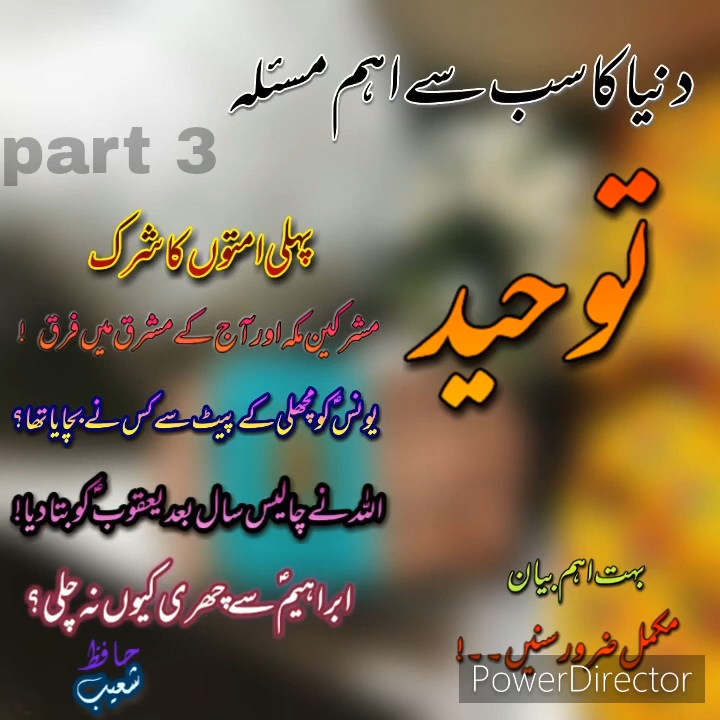 دنیا کا سب سے اہم مسئلہ
part 3
توحید
پہلی امتوں کا شرک
مشرکین مکہ اور آج کے مشرق میں فرق !
یونسؑ کو مچھلی کے پیٹ سے کس نے بچایا تھا؟
اللہ نے چالیس سال بعد یعقوبؑ کو بتا دیا!
ابراہیمؑ سے چھری کیوں نہ چلی؟
حافظ
شعیب
بہت اہم بیان
مکمل ضرور سنیں۔۔!
PowerDirector